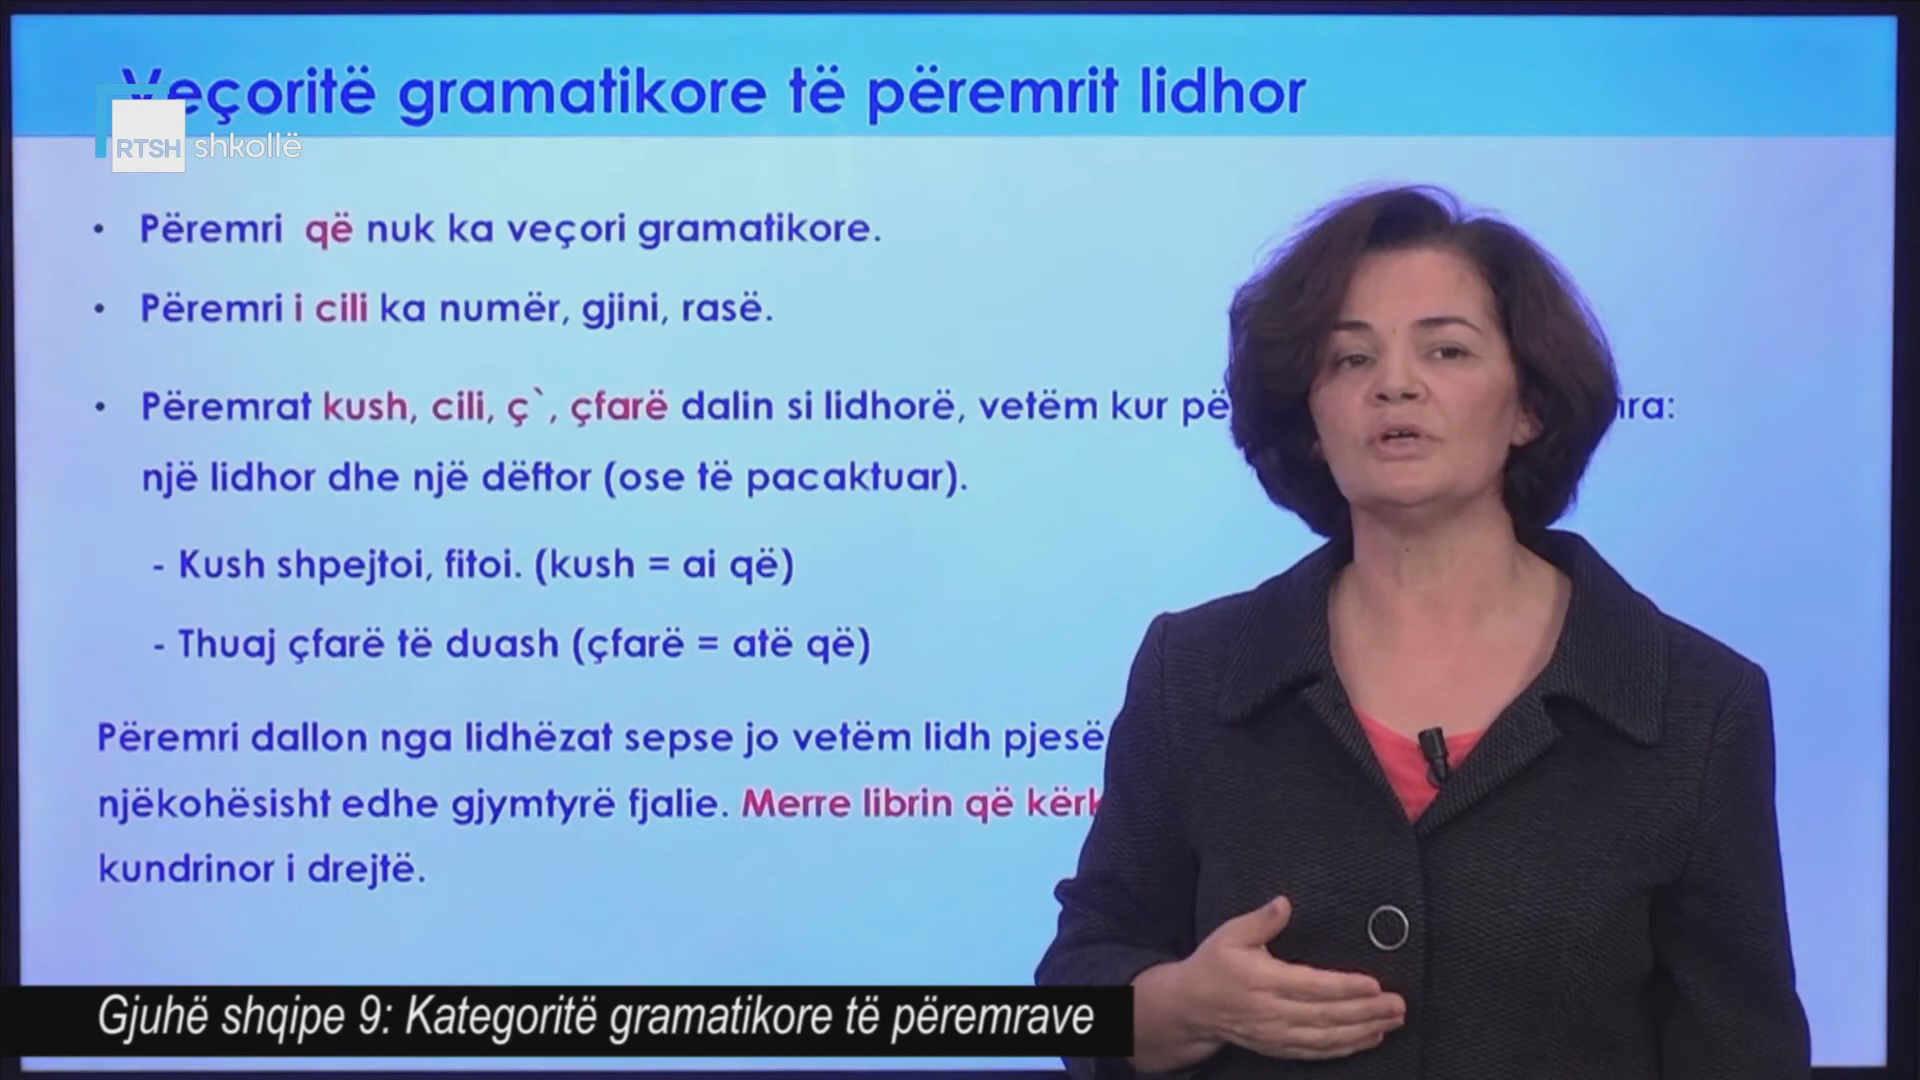 Veçoritë gramatikore të përemrit lidhor
RTSH shkollë
• Përemri që nuk ka veçori gramatikore.
• Përemri i cili ka numër, gjini, rasë.
• Përemrat kush, cili, ç`, çfarë dalin si lidhorë, vetëm kur
një lidhor dhe një dëftor (ose të pacaktuar).
- Kush shpejtoi, fitoi. (kush = ai që)
- Thuaj çfarë të duash (çfarë = atë që)
Përemri dallon nga lidhëzat sepse jo vetëm lidh pjesë
njëkohësisht edhe gjymtyrë fjalie. Merre librin që
kundrinor i drejtë.
Gjuhë shqipe 9: Kategoritë gramatikore të përemrave